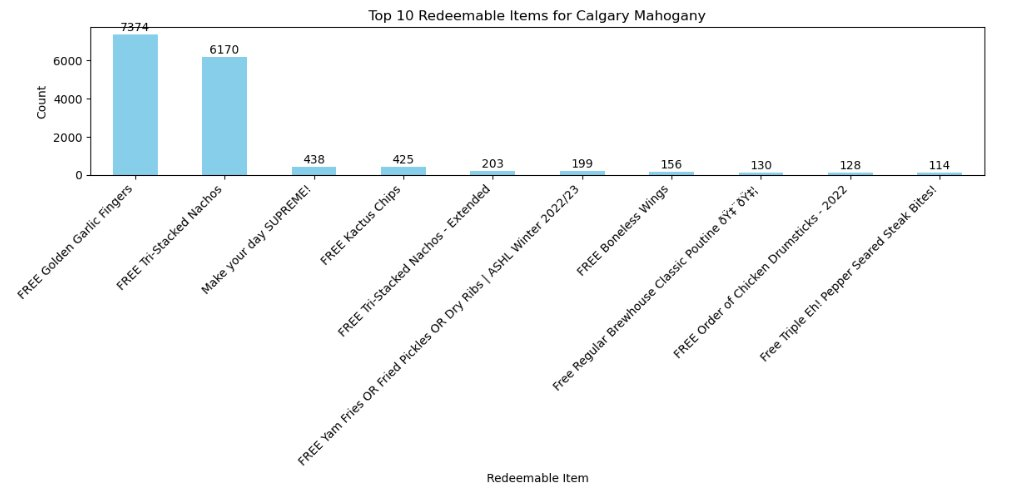 Top 10 Redeemable Items for Calgary Mahogany
7374
6170
438
425
203
199
156
130
128
114
Count
6000
4000
2000
0
FREE Golden Garlic Fingers
FREE Tri-Stacked Nachos
Make your day SUPREME!
FREE Kactus Chips
FREE Tri-Stacked Nachos - Extended
FREE Yam Fries OR Fried Pickles OR Dry Ribs | ASHL Winter 2022/23
FREE Boneless Wings
Free Regular Brewhouse Classic Poutine ðŸ‡¨ðŸ‡¦
FREE Order of Chicken Drumsticks - 2022
Free Triple Eh! Pepper Seared Steak Bites!
Redeemable Item